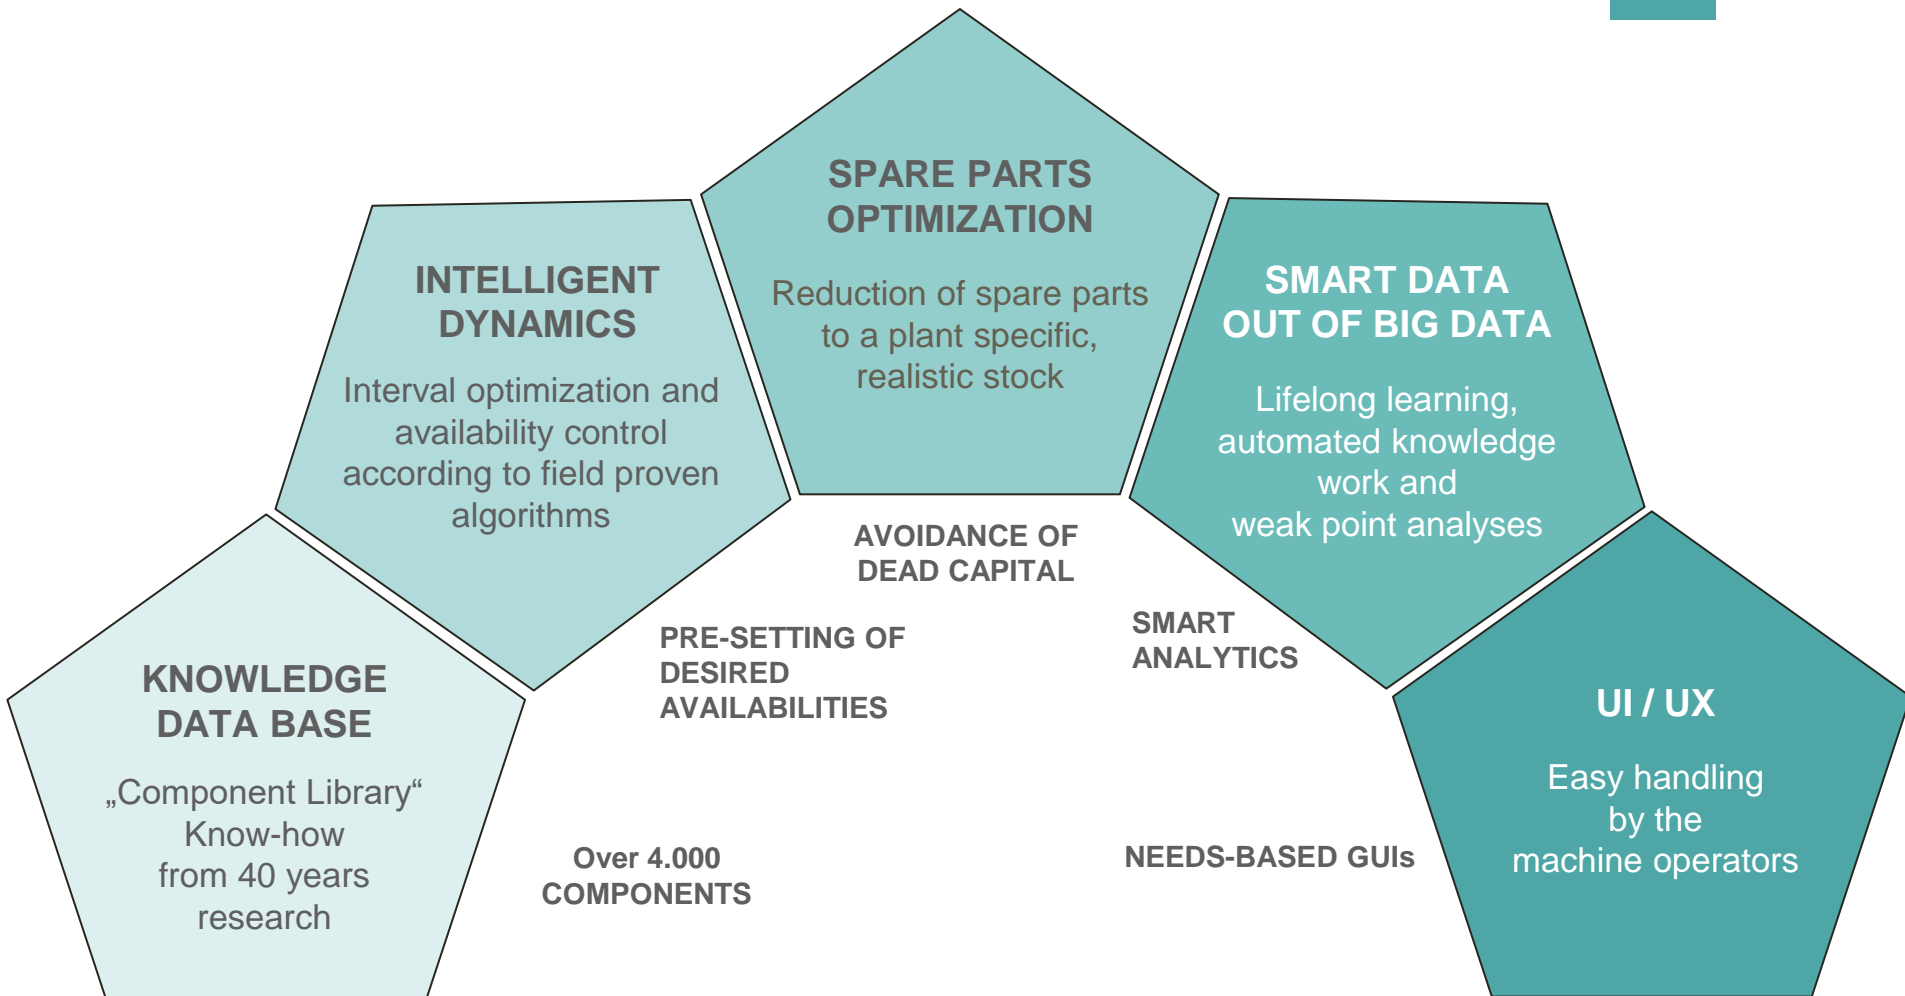 KNOWLEDGE
DATA BASE
„Component Library“
Know-how
from 40 years
research
Over 4.000
COMPONENTS
INTELLIGENT
DYNAMICS
Interval optimization and
availability control
according to field proven
algorithms
PRE-SETTING OF
DESIRED
AVAILABILITIES
SPARE PARTS
OPTIMIZATION
Reduction of spare parts
to a plant specific,
realistic stock
AVOIDANCE OF
DEAD CAPITAL
SMART DATA
OUT OF BIG DATA
Lifelong learning,
automated knowledge
work and
weak point analyses
SMART
ANALYTICS
UI / UX
Easy handling
by the
machine operators
NEEDS-BASED GUIs